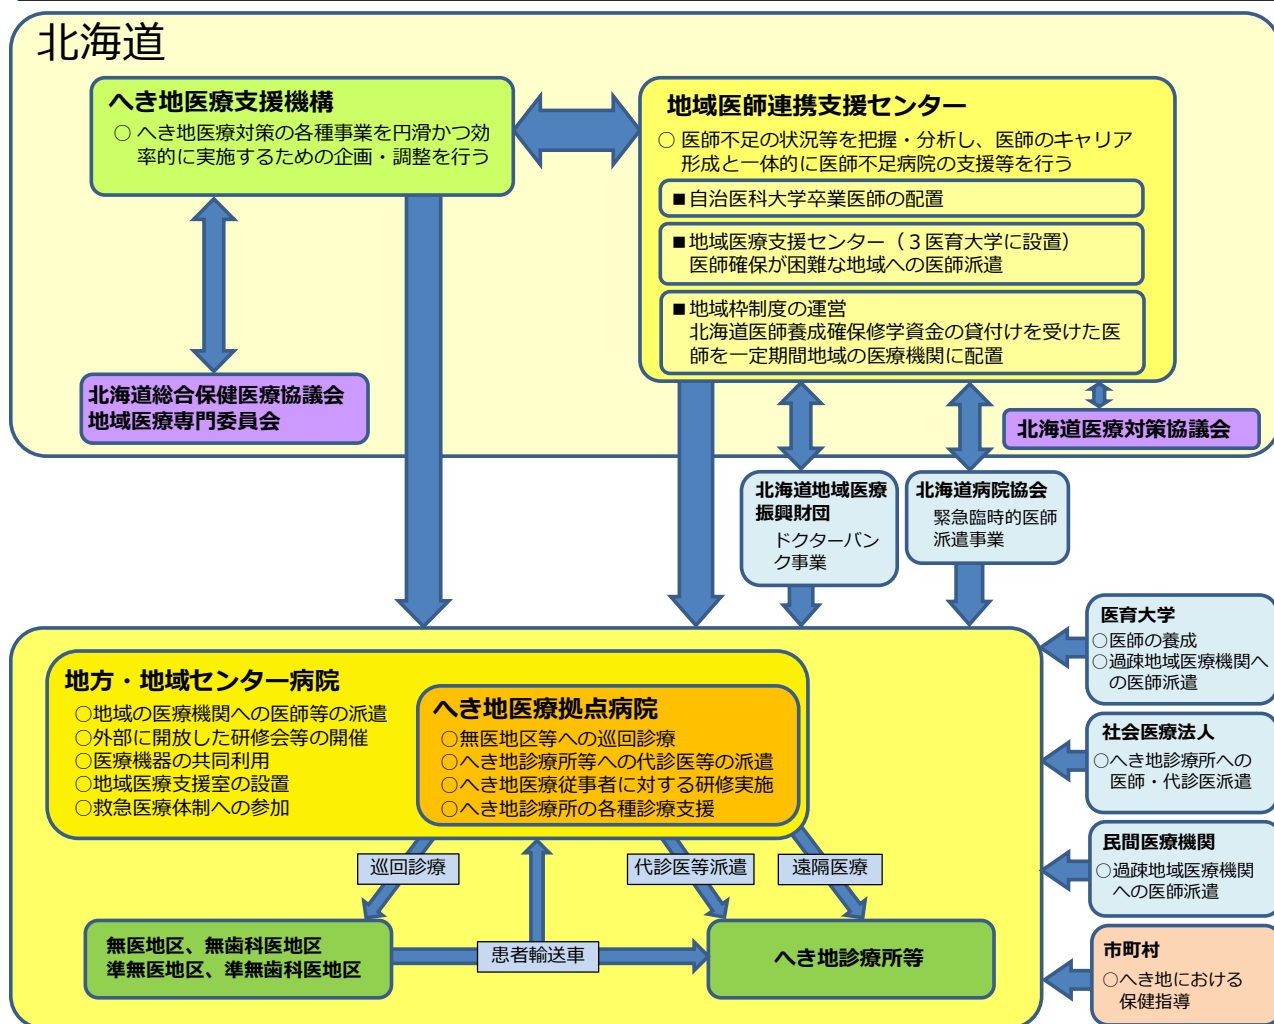 北海道
へき地医療支援機構
○ へき地医療対策の各種事業を円滑かつ効
率的に実施するための企画・調整を行う
地域医師連携支援センター
○ 医師不足の状況等を把握・分析し、医師のキャリア
形成と一体的に医師不足病院の支援等を行う
■自治医科大学卒業医師の配置
■地域医療支援センター（３医育大学に設置）
医師確保が困難な地域への医師派遣
■地域枠制度の運営
北海道医師養成確保修学資金の貸付けを受けた医
師を一定期間地域の医療機関に配置
北海道総合保健医療協議会
地域医療専門委員会
北海道医療対策協議会
北海道地域医療
振興財団
ドクターバン
ク事業
北海道病院協会
緊急臨時的医師
派遣事業
地方・地域センター病院
○地域の医療機関への医師等の派遣
○外部に開放した研修会等の開催
○医療機器の共同利用
○地域医療支援室の設置
○救急医療体制への参加
へき地医療拠点病院
○無医地区等への巡回診療
○へき地診療所等への代診医等の派遣
○へき地医療従事者に対する研修実施
○へき地診療所の各種診療支援
巡回診療
代診医等派遣
遠隔医療
無医地区、無歯科医地区
準無医地区、準無歯科医地区
患者輸送車
へき地診療所等
医育大学
○医師の養成
○過疎地域医療機関へ
の医師派遣
社会医療法人
○へき地診療所への
医師・代診医派遣
民間医療機関
○過疎地域医療機関
への医師派遣
市町村
○へき地における
保健指導